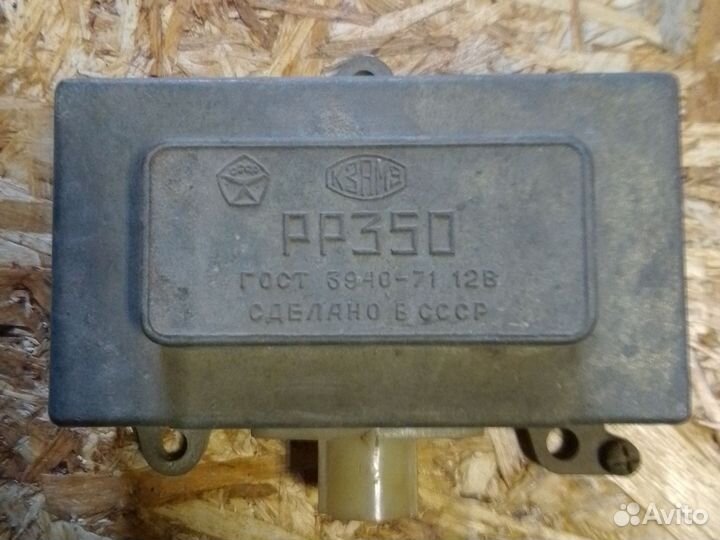 СССР
КЗАМЭ
РР350
ГОСТ 3940-71 12В
СДЕЛАНО В СССР
Avito